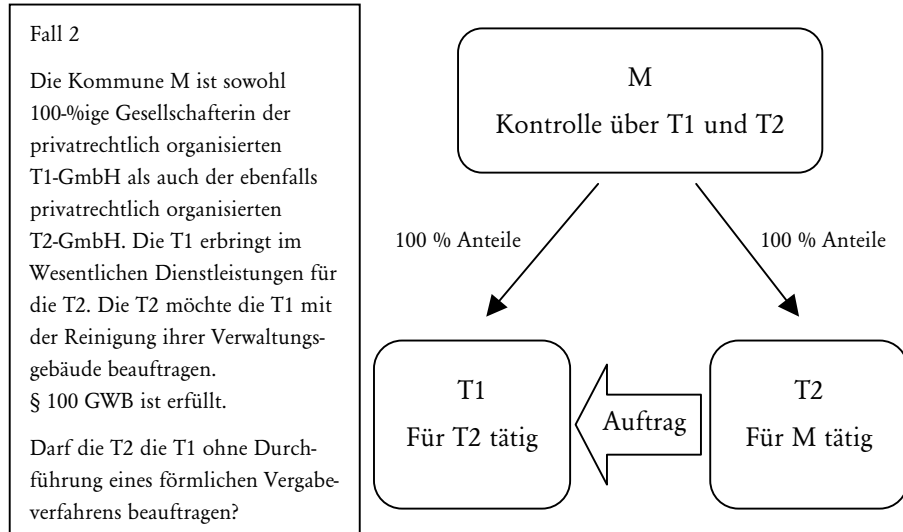 Fall 2
Die Kommune M ist sowohl
100-%ige Gesellschafterin der
privatrechtlich organisierten
T1-GmbH als auch der ebenfalls
privatrechtlich organisierten
T2-GmbH. Die T1 erbringt im
Wesentlichen Dienstleistungen für
die T2. Die T2 möchte die T1 mit
der Reinigung ihrer Verwaltungs-
gebäude beauftragen.
§ 100 GWB ist erfüllt.
Darf die T2 die T1 ohne Durch-
führung eines förmlichen Vergabe-
verfahrens beauftragen?
M
Kontrolle über T1 und T2
100 % Anteile
100 % Anteile
T1
Für T2 tätig
Auftrag
T2
Für M tätig